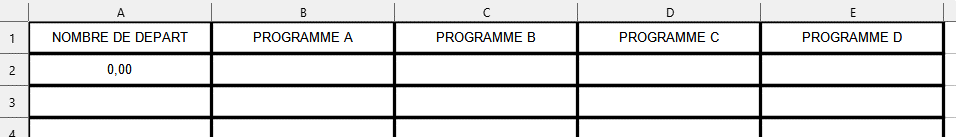 A B C D E
1 NOMBRE DE DEPART PROGRAMME A PROGRAMME B PROGRAMME C PROGRAMME D
2 0,00
3
4